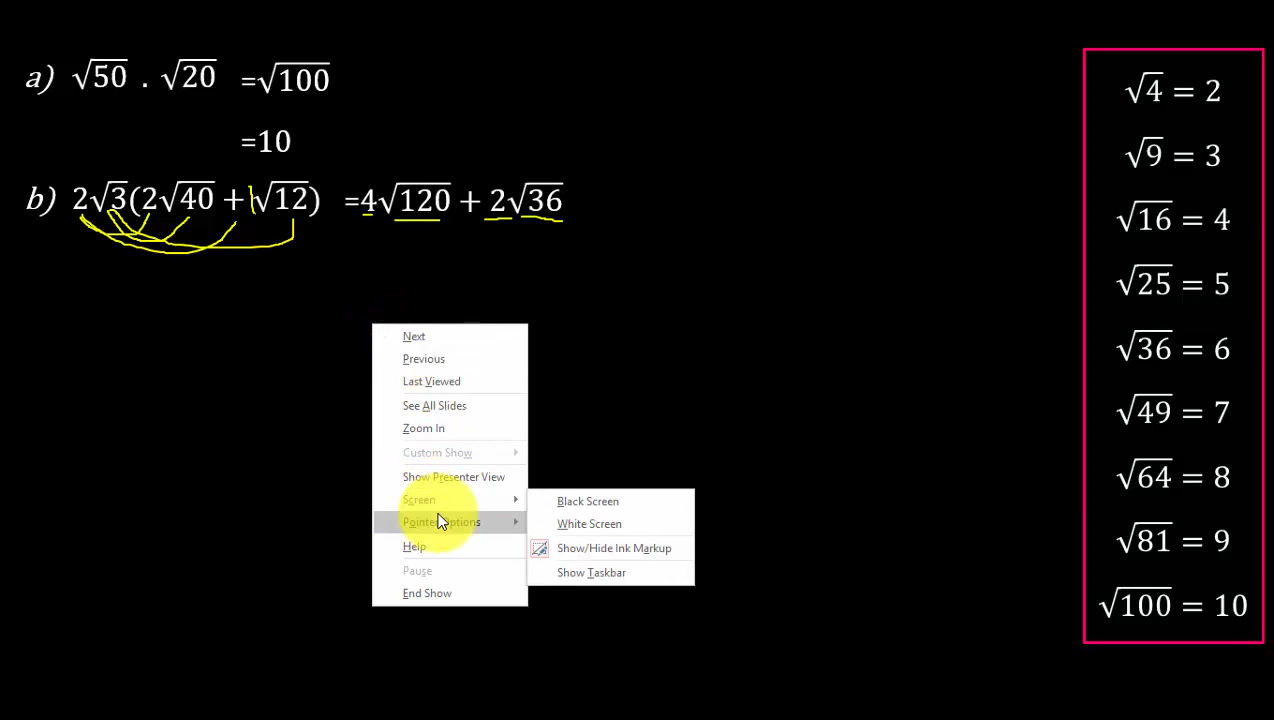 a) √50 . √20 =√100
=10
b) 2√3(2√40 + √12) =4√120 + 2√36
√4 = 2
√9 = 3
√16 = 4
√25 = 5
√36 = 6
√49 = 7
√64 = 8
√81 = 9
√100 = 10
Next
Previous
Last Viewed
See All Slides
Zoom In
Custom Show
Show Presenter View
Screen
Pointer Options
Help
Pause
End Show
Black Screen
White Screen
Show/Hide Ink Markup
Show Taskbar